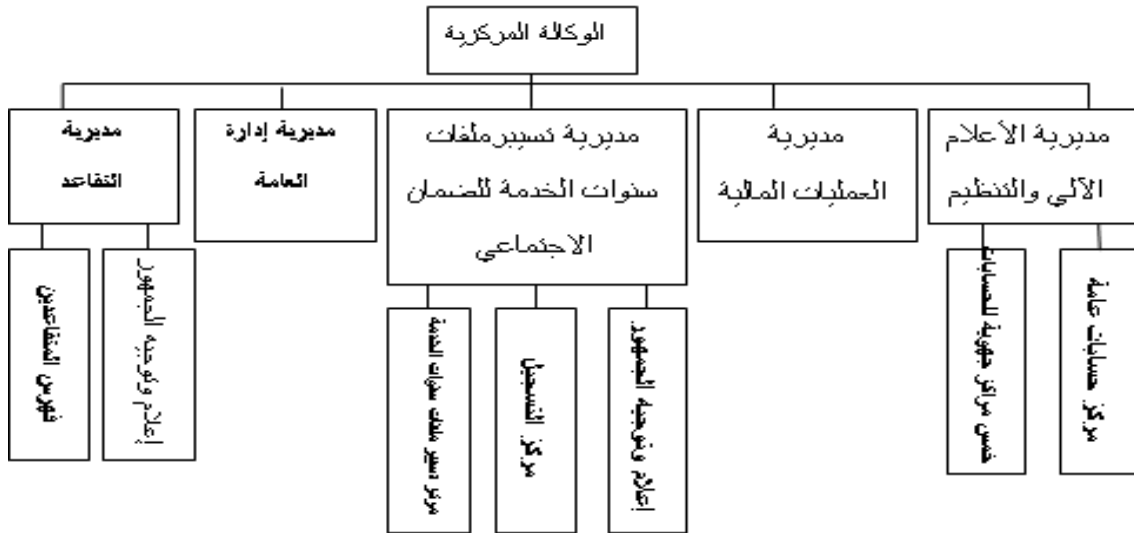 الوكالة المركزية
مديرية الأعلام
الآلي والتنظيم
مديرية
العمليات المالية
مديرية تسيير ملفات
سنوات الخدمة للضمان
الاجتماعي
مديرية إدارة
العامة
مديرية
التقاعد
مركز حسابات عامة
خمس مراكز جهوية للحسابات
إعلام وتوجيه الجمهور
مركز التسجيل
مركز تسيير ملفات سنوات الخدمة
إعلام وتوجيه الجمهور
فهرس المتقاعدين